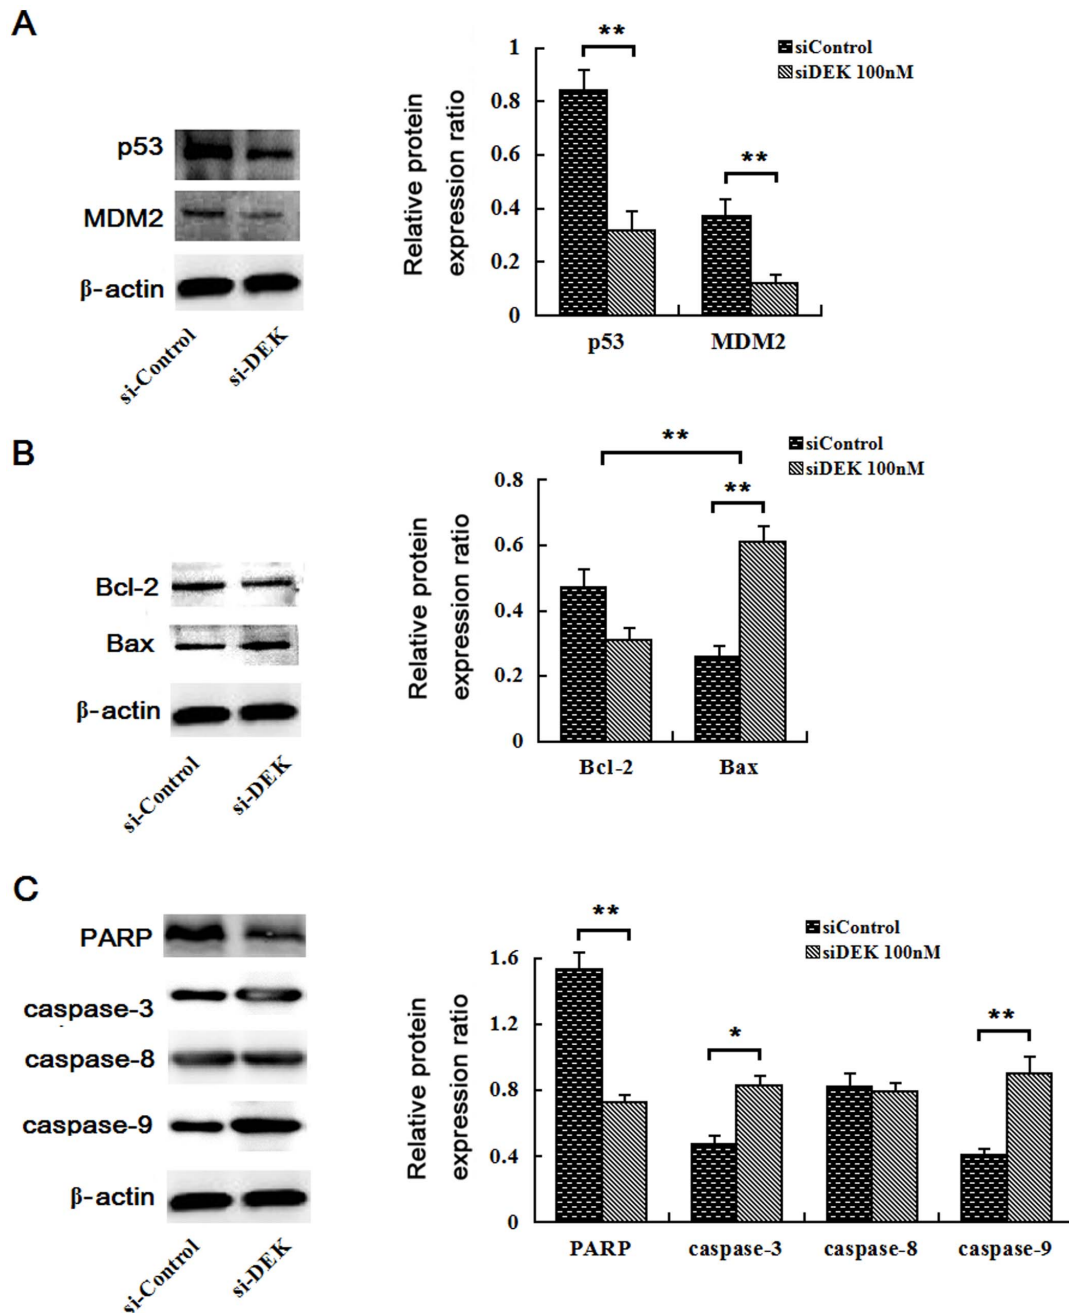 A
p53
MDM2
β-actin
si-Control
si-DEK
Relative protein
expression ratio
1
0.8
0.6
0.4
0.2
0
**
**
siControl
siDEK 100nM
p53
MDM2
B
Bcl-2
Bax
β-actin
si-Control
si-DEK
Relative protein
expression ratio
0.8
0.6
0.4
0.2
0
**
**
siControl
siDEK 100nM
Bcl-2
Bax
C
PARP
caspase-3
caspase-8
caspase-9
β-actin
si-Control
si-DEK
Relative protein
expression ratio
1.6
1.2
0.8
0.4
0
**
*
**
siControl
siDEK 100nM
PARP
caspase-3
caspase-8
caspase-9